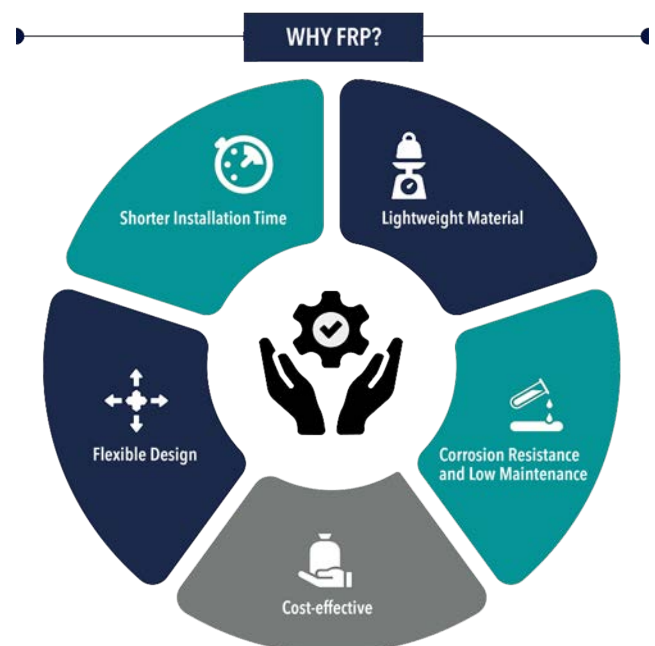 WHY FRP?
Shorter Installation Time
Lightweight Material
Flexible Design
Corrosion Resistance
and Low Maintenance
Cost-effective